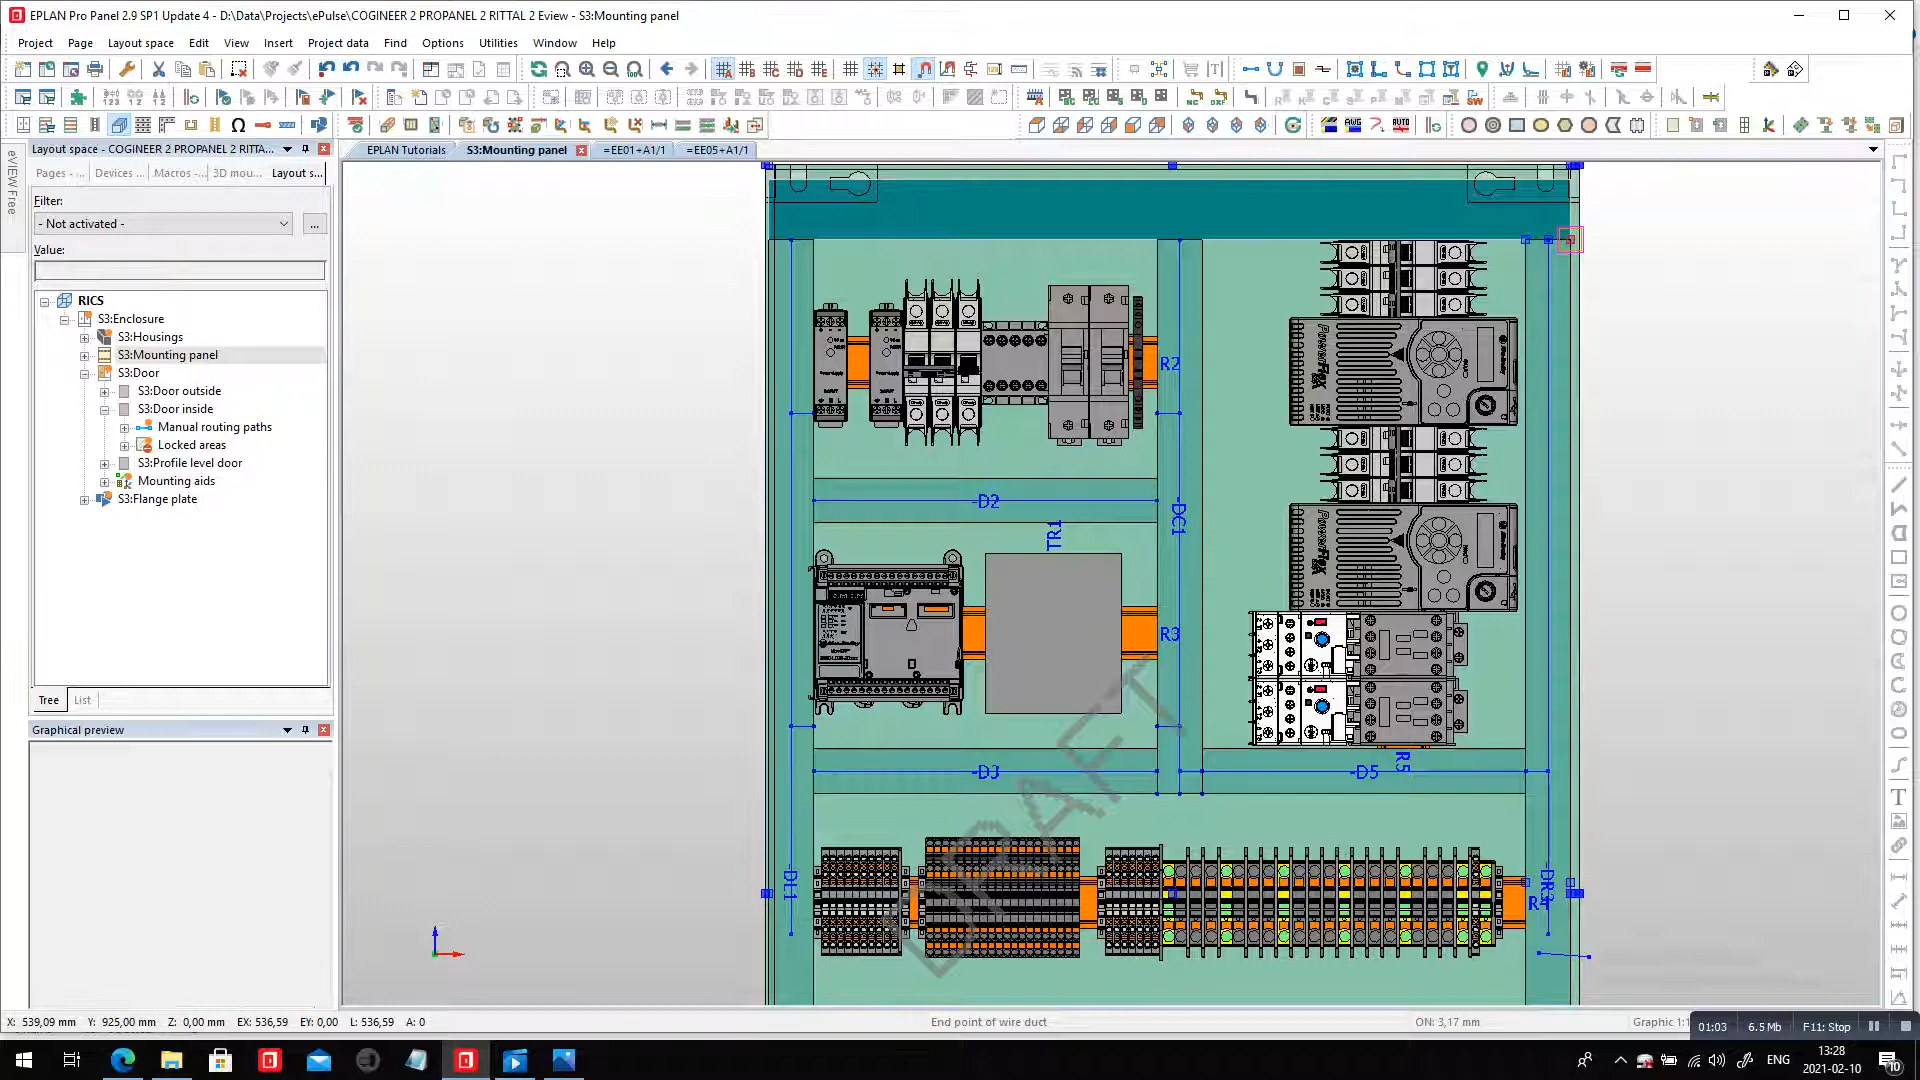 EPLAN Pro Panel 2.9 SP1 Update 4 - D:\Data\Projects\ePulse\COGINEER 2 PROPANEL 2 RITTAL 2 Eview - S3:Mounting panel
Project Page Layout space Edit View Insert Project data Find Options Utilities Window Help
eVIEW Free
Layout space - COGINEER 2 PROPANEL 2 RITTA...
Pages - ... Devices ... Macros -... 3D mou... Layout s...
Filter:
- Not activated -
...
Value:
RICS
S3:Enclosure
S3:Housings
S3:Mounting panel
S3:Door
S3:Door outside
S3:Door inside
Manual routing paths
Locked areas
S3:Profile level door
Mounting aids
S3:Flange plate
Tree List
Graphical preview
EPLAN Tutorials S3:Mounting panel =EE01+A1/1 =EE05+A1/1
R2
-D2
DC1
TR1
R3
-D3
-D5
R5
DL1
R4
DRAFT
PowerFlex
PowerFlex
X: 539,09 mm Y: 925,00 mm Z: 0,00 mm EX: 536,59 EY: 0,00 L: 536,59 A: 0
End point of wire duct
ON: 3,17 mm
Graphic 1:1
01:03 6.5 Mb F11: Stop
ENG
13:28
2021-02-10
10